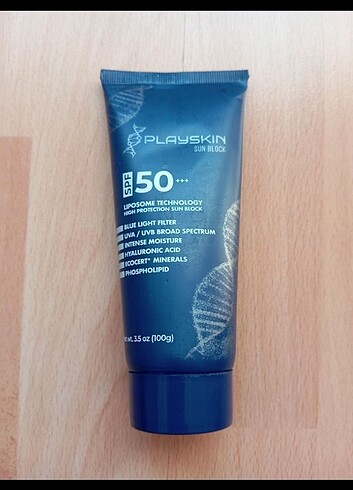 PLAYSKIN
SUN BLOCK
SPF 50+++
LIPOSOME TECHNOLOGY
HIGH PROTECTION SUN BLOCK
BLUE LIGHT FILTER
UVA / UVB BROAD SPECTRUM
INTENSE MOISTURE
HYALURONIC ACID
ECOCERT® MINERALS
PHOSPHOLIPID
wt. 3.5 oz (100g)